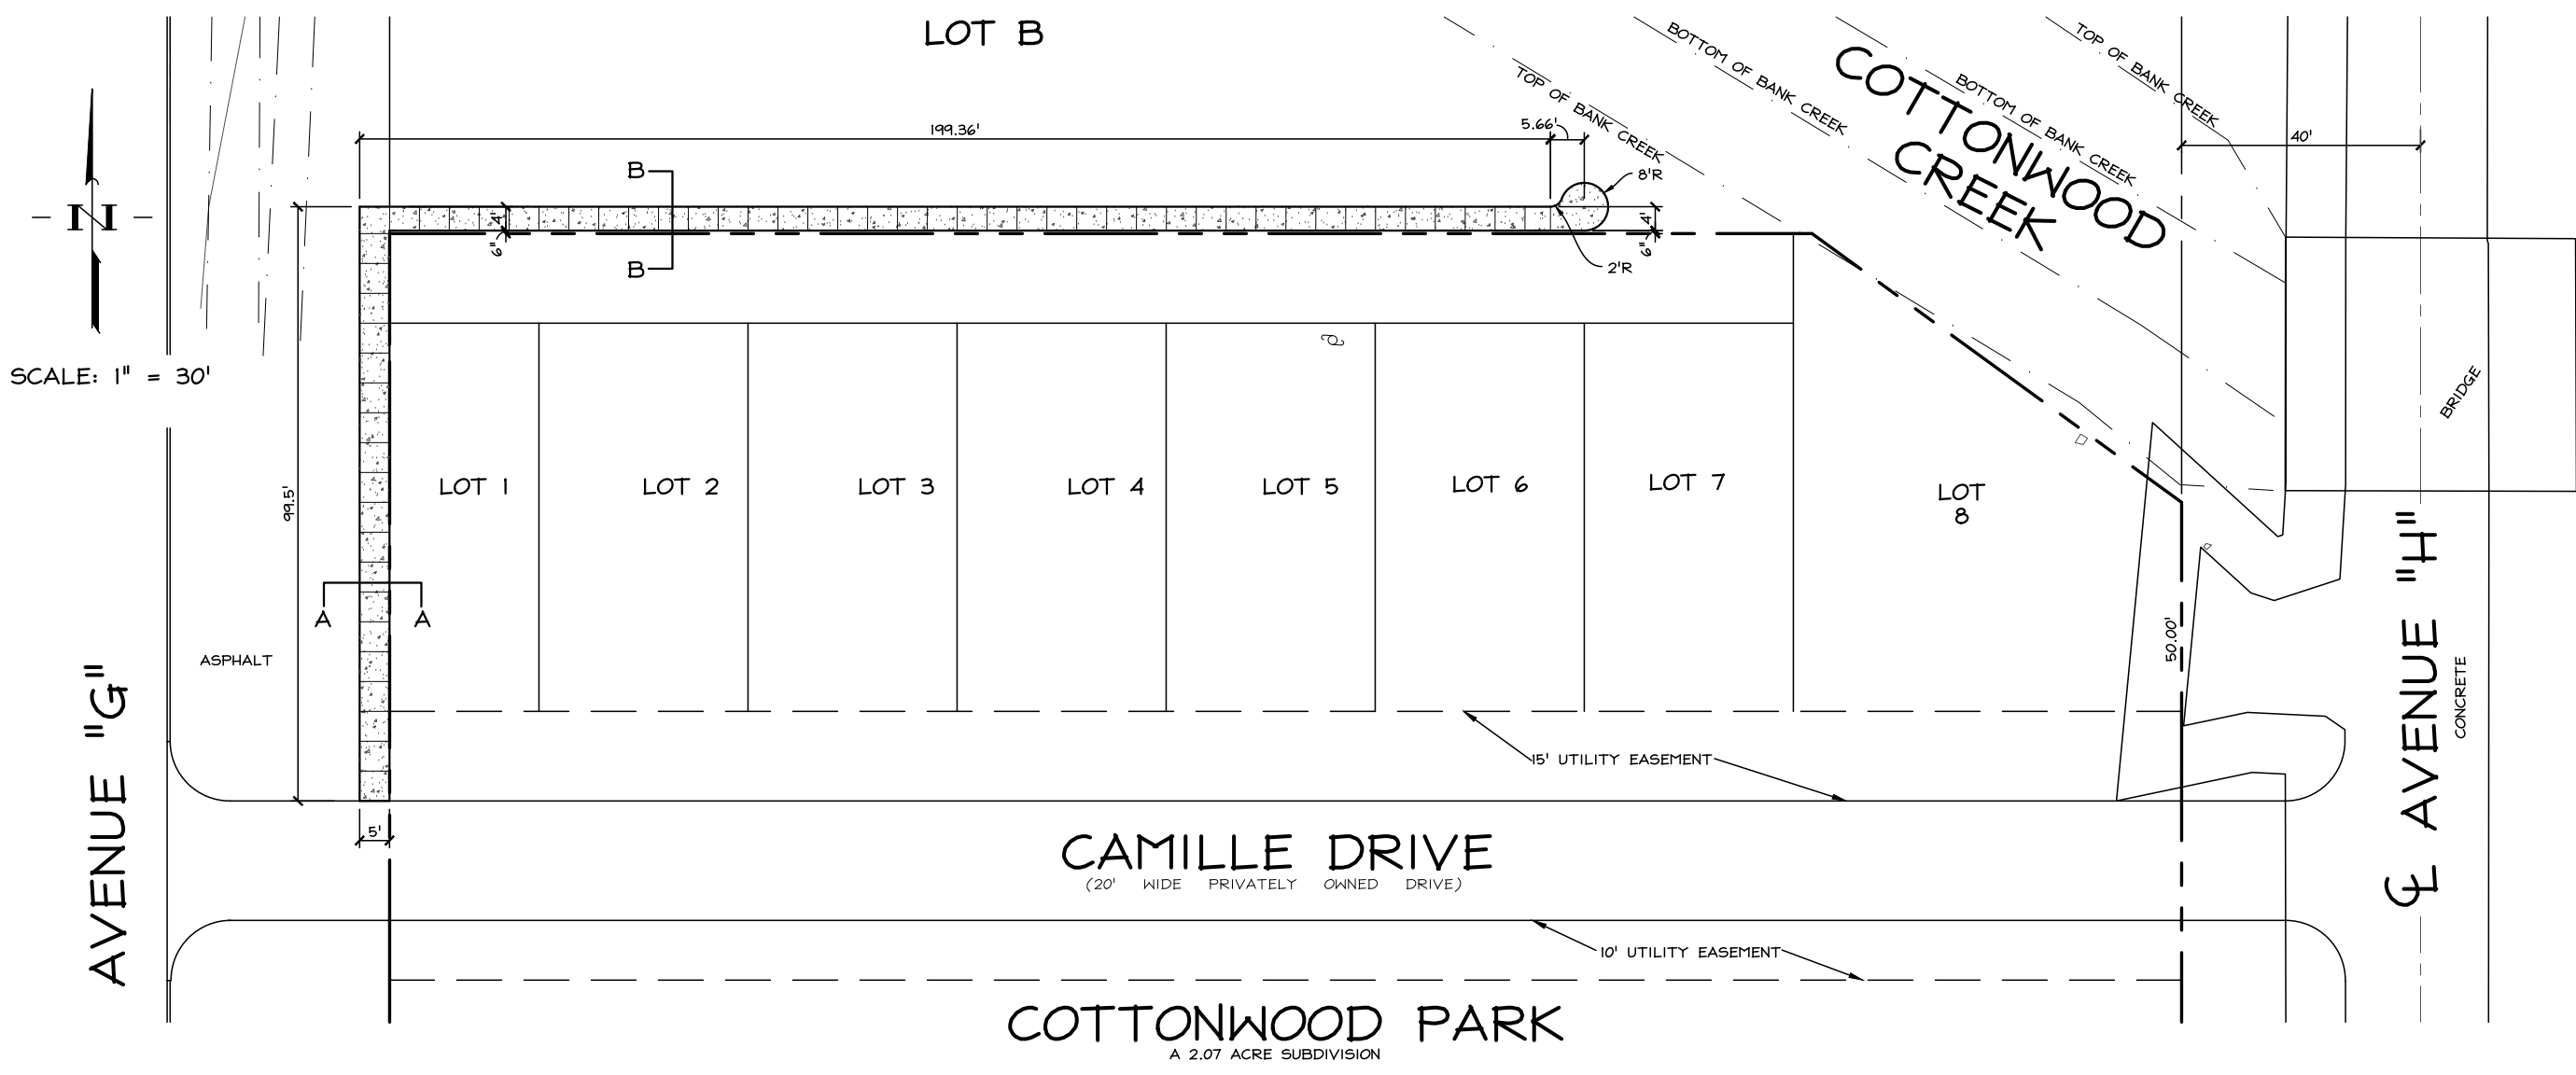 LOT B
TOP OF BANK CREEK
BOTTOM OF BANK CREEK
COTTONWOOD
CREEK
BOTTOM OF BANK CREEK
TOP OF BANK CREEK
199.36'
5.66'
40'
B
8'R
4'
6"
4'
6"
B
2'R
N
SCALE: 1" = 30'
BRIDGE
99.5'
LOT 1
LOT 2
LOT 3
LOT 4
LOT 5
LOT 6
LOT 7
LOT
8
A
A
ASPHALT
50.00'
AVENUE "G"
℄ AVENUE "H"
CONCRETE
15' UTILITY EASEMENT
5'
CAMILLE DRIVE
(20' WIDE PRIVATELY OWNED DRIVE)
10' UTILITY EASEMENT
COTTONWOOD PARK
A 2.07 ACRE SUBDIVISION